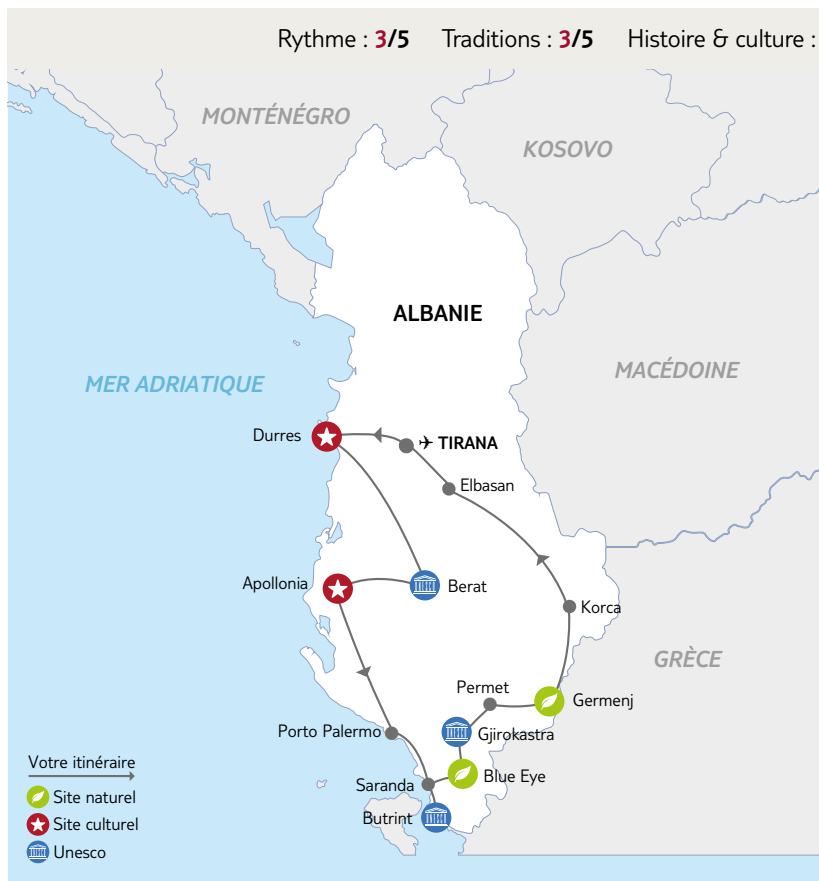 Rythme : 3/5 Traditions : 3/5 Histoire & culture :
MONTÉNÉGRO
KOSOVO
ALBANIE
MACÉDOINE
MER ADRIATIQUE
Durres
TIRANA
Elbasan
Apollonia
Berat
Korca
GRÈCE
Permet
Germenj
Porto Palermo
Gjirokastra
Votre itinéraire
Blue Eye
Saranda
Site naturel
Butrint
Site culturel
Unesco